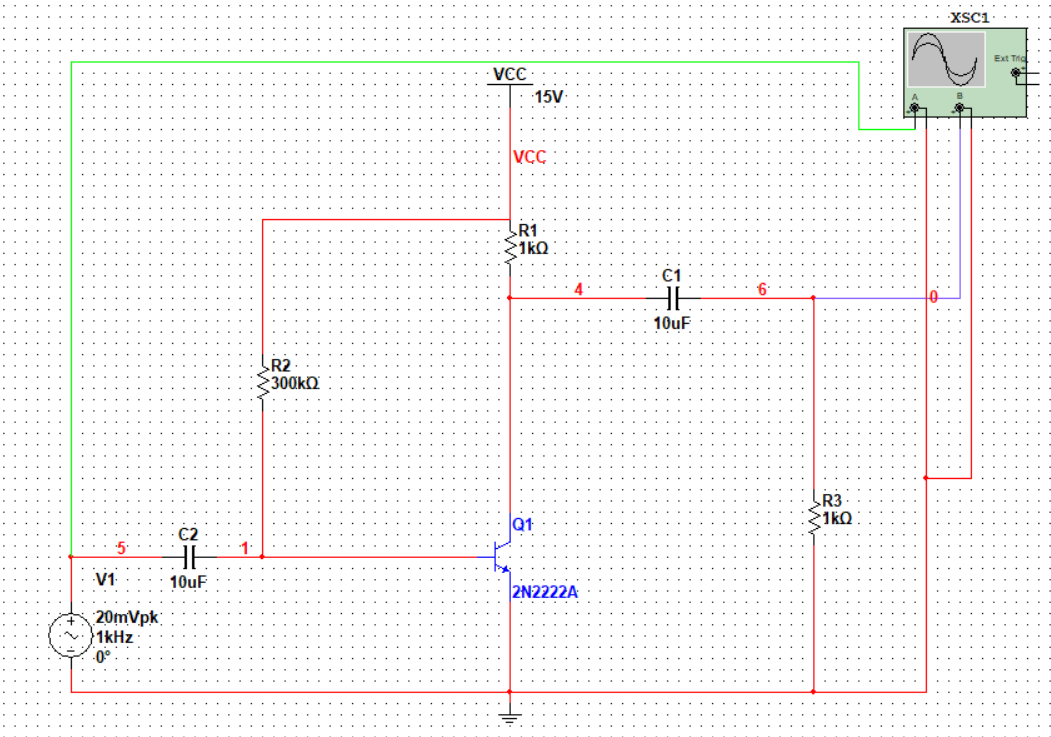 XSC1
Ext Trig
+
A
B
+
+
VCC
15V
VCC
R1
1kΩ
C1
4
6
0
10uF
R2
300kΩ
R3
1kΩ
Q1
C2
5
1
V1
10uF
2N2222A
20mVpk
1kHz
0°